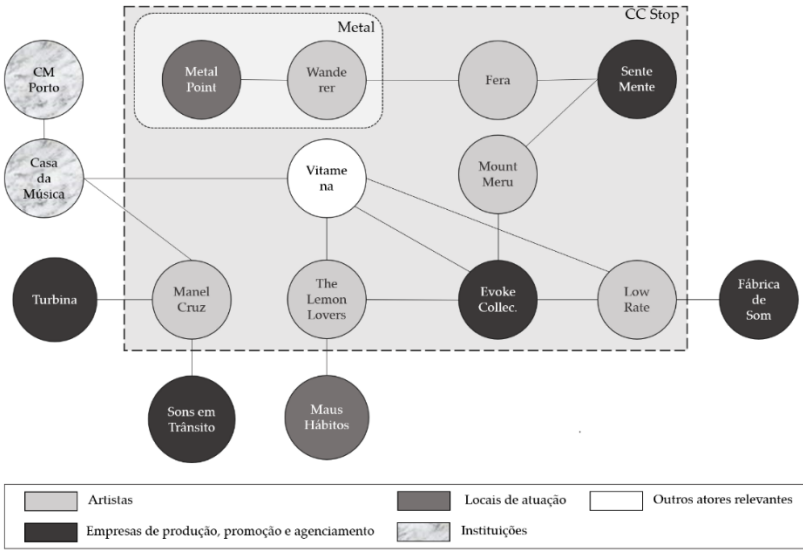 CC Stop
Metal
CM
Porto
Metal
Point
Wande
rer
Fera
Sente
Mente
Casa
da
Música
Vitame
na
Mount
Meru
Turbina
Manel
Cruz
The
Lemon
Lovers
Evoke
Collec.
Low
Rate
Fábrica
de
Som
Sons em
Trânsito
Maus
Hábitos
Artistas
Locais de atuação
Outros atores relevantes
Empresas de produção, promoção e agenciamento
Instituições